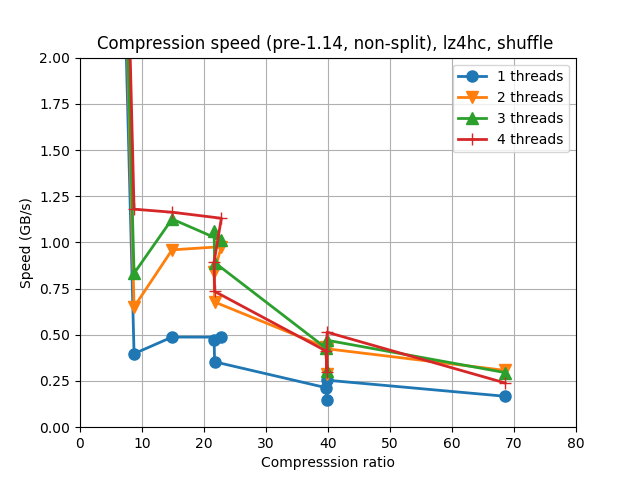 Compression speed (pre-1.14, non-split), lz4hc, shuffle
2.00
1.75
1.50
1.25
1.00
0.75
0.50
0.25
0.00
Speed (GB/s)
1 threads
2 threads
3 threads
4 threads
0 10 20 30 40 50 60 70 80
Compresssion ratio